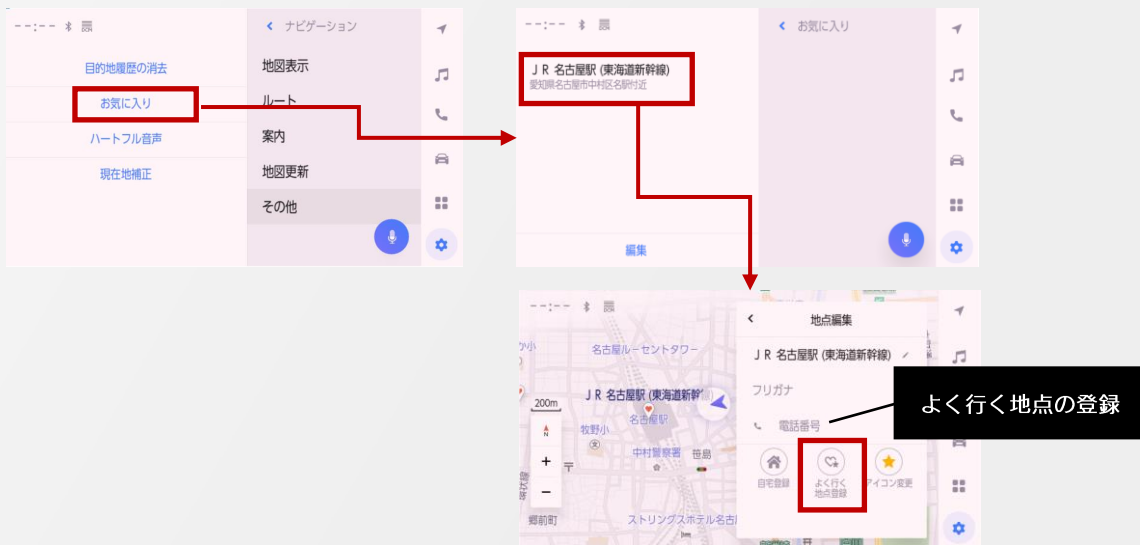 --:--
ナビゲーション
目的地履歴の消去
お気に入り
ハートフル音声
現在地補正
地図表示
ルート
案内
地図更新
その他
--:--
お気に入り
JR 名古屋駅 (東海道新幹線)
愛知県名古屋市中村区名駅付近
編集
--:--
名古屋ルーセントタワー
JR 名古屋駅 (東海道新幹
名古屋駅
200m
N
牧野小
中村警察署
笹島
+
−
郷前町
ストリングスホテル名古
地点編集
JR 名古屋駅 (東海道新幹線)
フリガナ
電話番号
自宅登録
よく行く
地点登録
アイコン変更
よく行く地点の登録